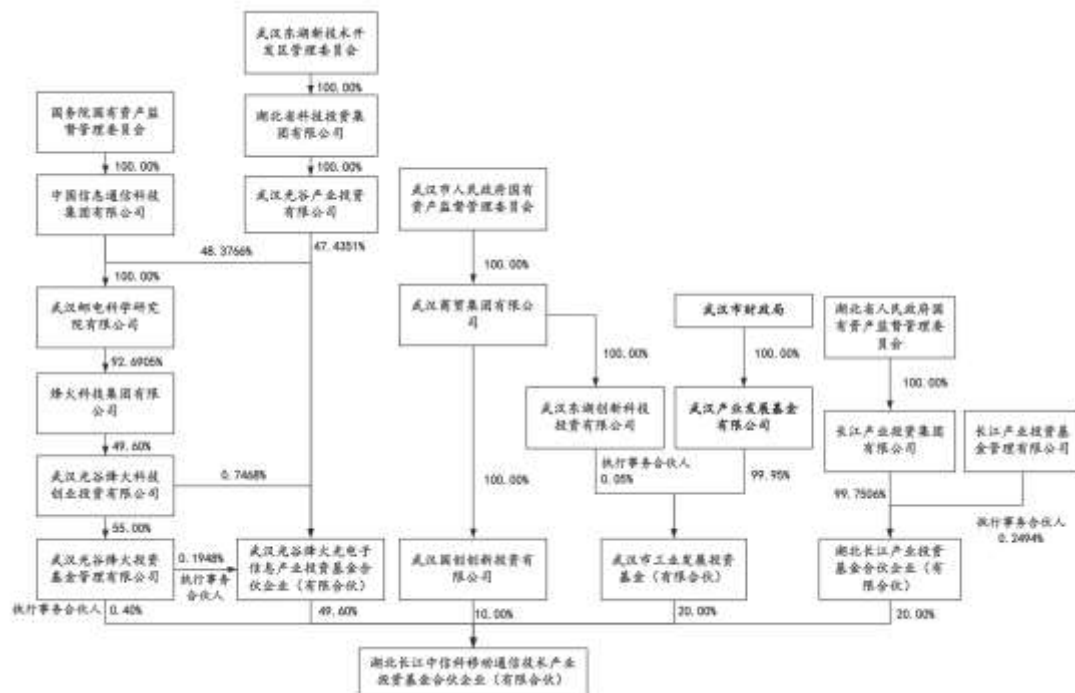 武汉东湖新技术开
发区管理委员会
100.00%
国务院国有资产监
督管理委员会
湖北省科技投资集
团有限公司
100.00%
100.00%
中国信息通信科技
集团有限公司
武汉光谷产业投资
有限公司
武汉市人民政府国有
资产监督管理委员会
48.3766%
47.4351%
100.00%
100.00%
武汉邮电科学研究
院有限公司
武汉商贸集团有限公
司
武汉市财政局
湖北省人民政府国
有资产监督管理委
员会
92.6905%
100.00%
100.00%
100.00%
烽火科技集团有限
公司
武汉东湖创新科技
投资有限公司
武汉产业发展基金
有限公司
长江产业投资集团
有限公司
长江产业投资基
金管理有限公司
49.60%
执行事务合伙人
0.05%
99.95%
武汉光谷烽火科技
创业投资有限公司
0.7468%
100.00%
99.7506%
55.00%
执行事务合伙人
0.2494%
武汉光谷烽火投资
基金管理有限公司
0.1948%
执行事务
合伙人
武汉光谷烽火光电子
信息产业投资基金合
伙企业（有限合伙）
武汉国创创新投资有
限公司
武汉市工业发展投资
基金（有限合伙）
湖北长江产业投资
基金合伙企业（有
限合伙）
执行事务合伙人
0.40%
49.60%
10.00%
20.00%
20.00%
湖北长江中信科移动通信技术产业
投资基金合伙企业（有限合伙）